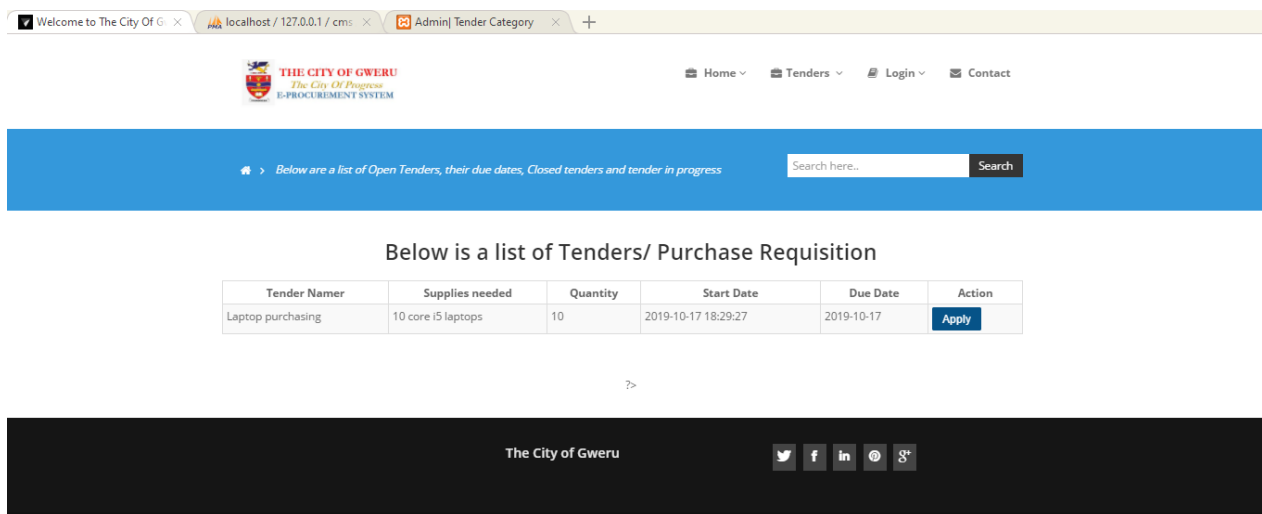 Welcome to The City Of G
localhost / 127.0.0.1 / cms
Admin| Tender Category
THE CITY OF GWERU
The City Of Progress
E-PROCUREMENT SYSTEM
Home
Tenders
Login
Contact
> Below are a list of Open Tenders, their due dates, Closed tenders and tender in progress
Search here..
Search
Below is a list of Tenders/ Purchase Requisition
Tender Namer Supplies needed Quantity Start Date Due Date Action
Laptop purchasing 10 core i5 laptops 10 2019-10-17 18:29:27 2019-10-17 Apply
?>
The City of Gweru